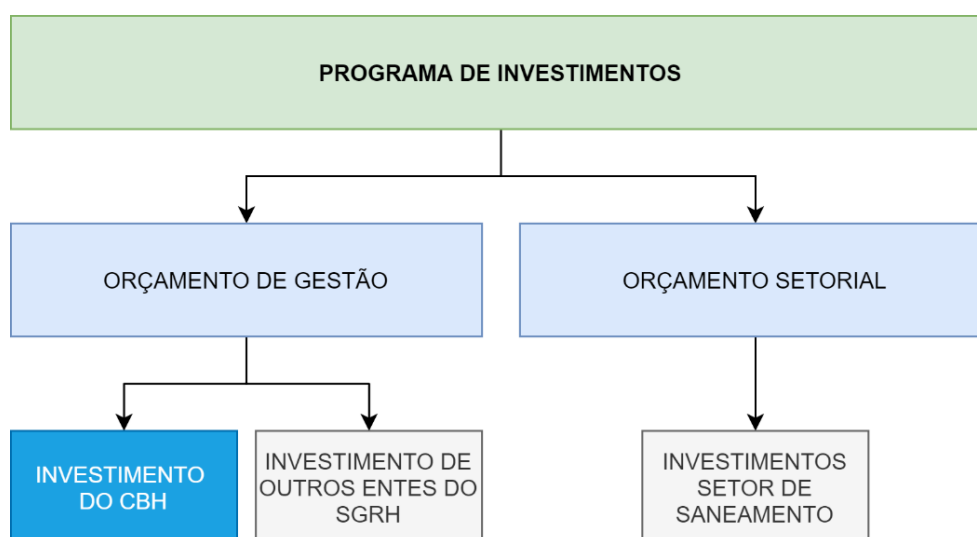 PROGRAMA DE INVESTIMENTOS
ORÇAMENTO DE GESTÃO
ORÇAMENTO SETORIAL
INVESTIMENTO
DO CBH
INVESTIMENTO DE
OUTROS ENTES DO
SGRH
INVESTIMENTOS
SETOR DE
SANEAMENTO